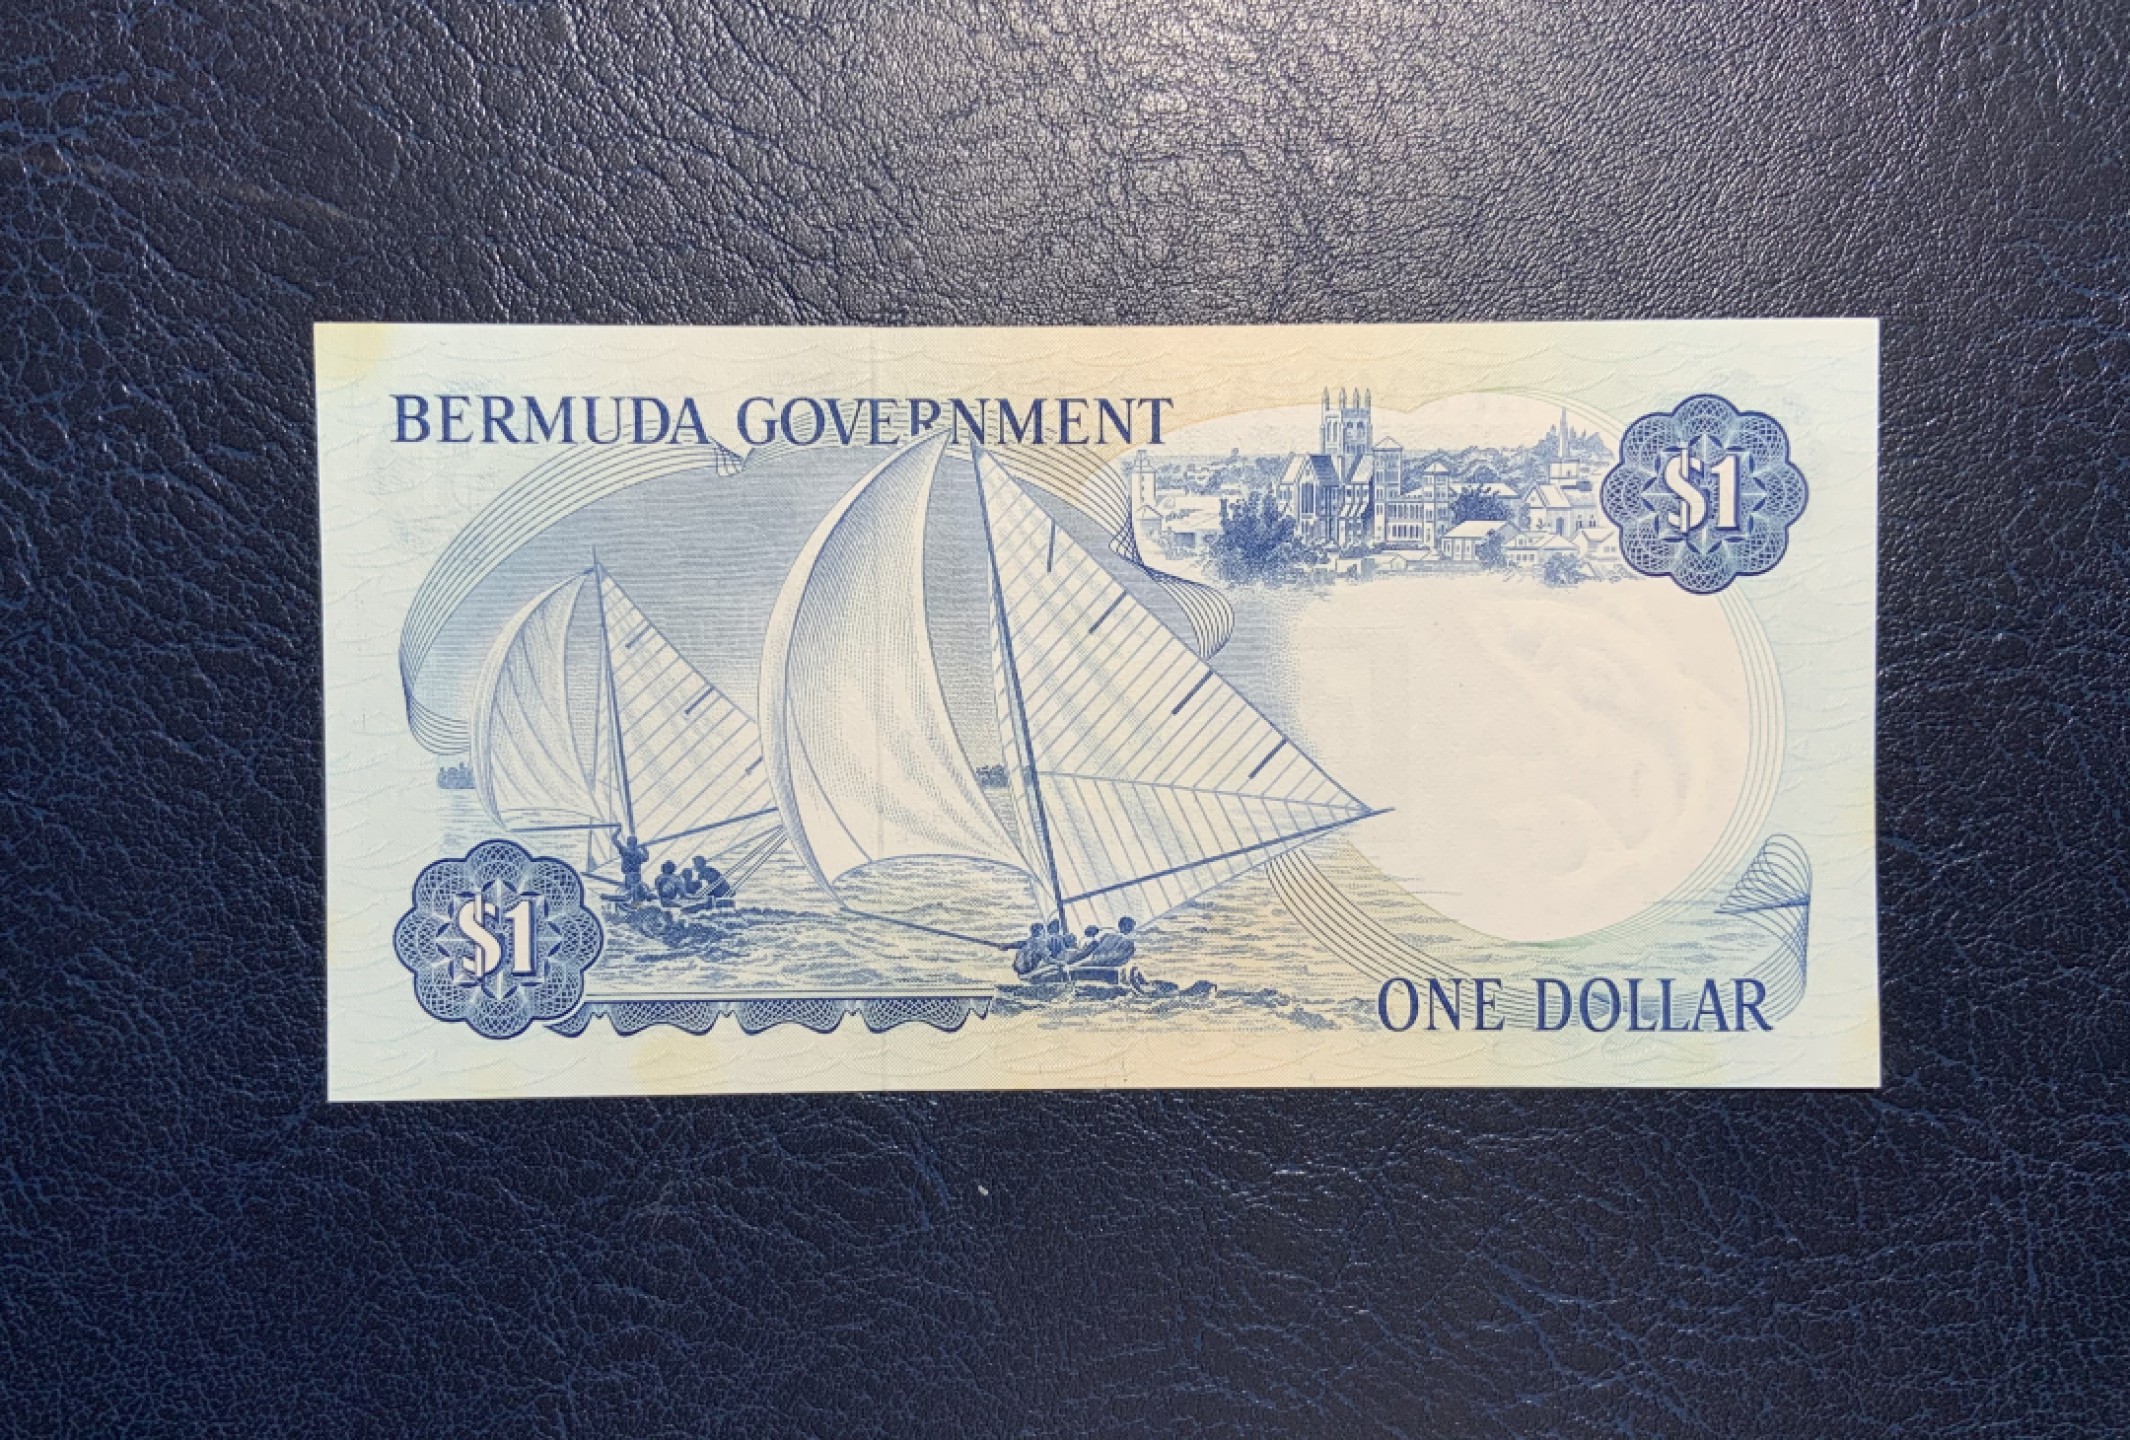 BERMUDA GOVERNMENT
$1
$1
ONE DOLLAR